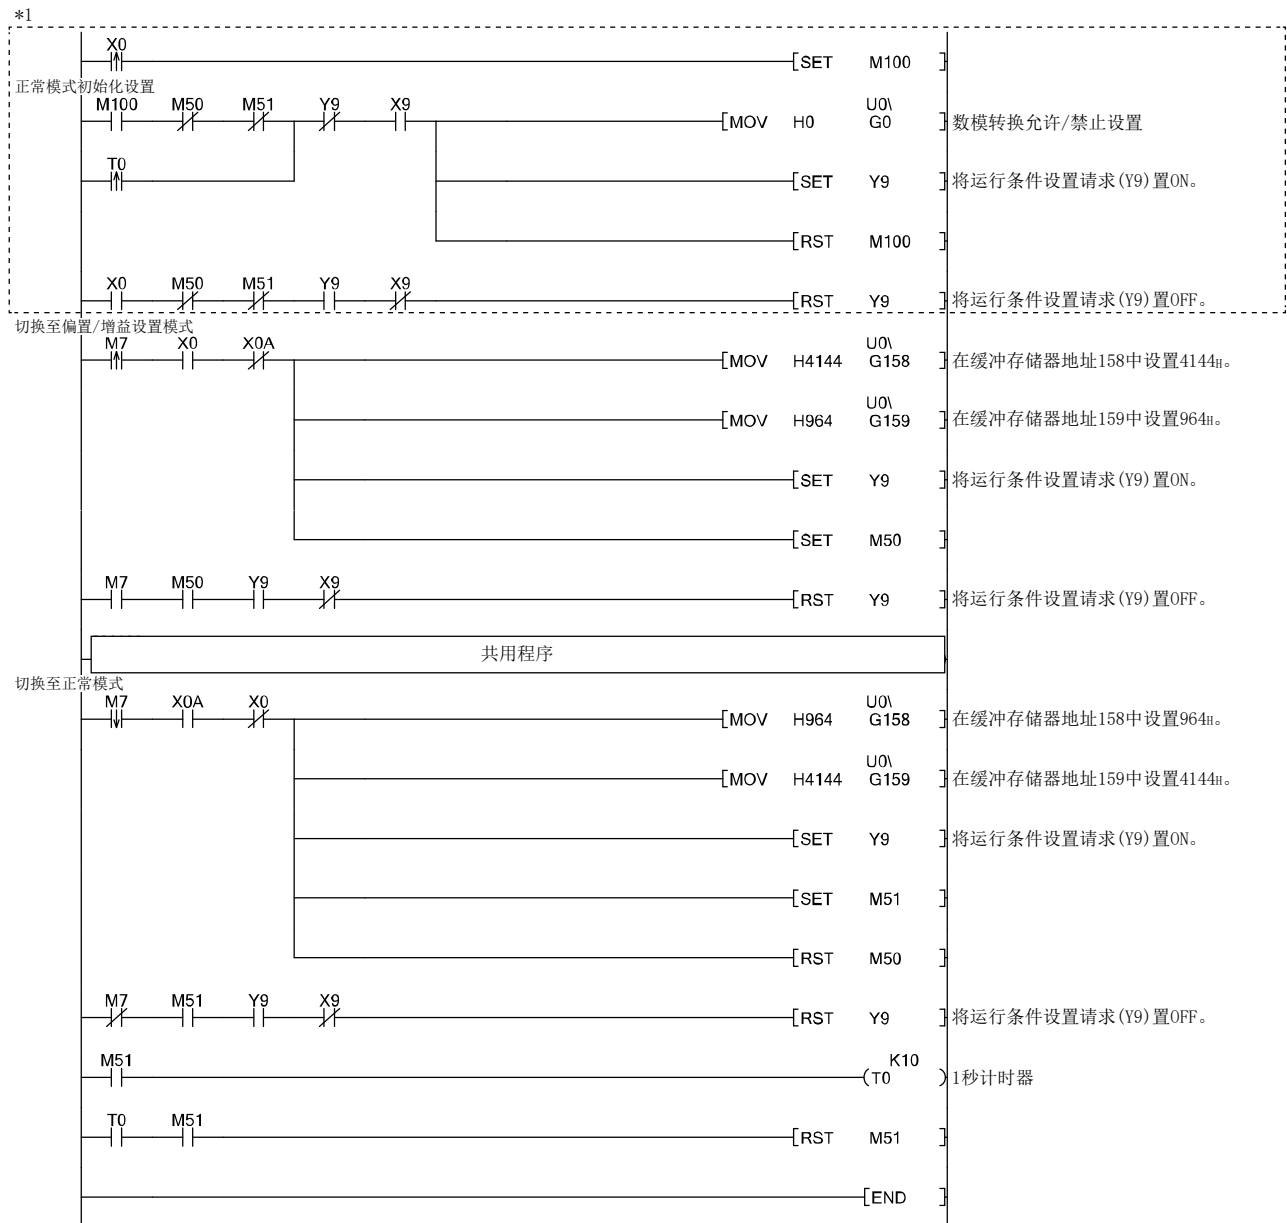 *1
X0
[SET M100 ]
正常模式初始化设置
M100 M50 M51 Y9 X9 U0\
[MOV H0 G0 ] 数模转换允许/禁止设置
T0
[SET Y9 ] 将运行条件设置请求(Y9)置ON。
[RST M100 ]
X0 M50 M51 Y9 X9
[RST Y9 ] 将运行条件设置请求(Y9)置OFF。
切换至偏置/增益设置模式
M7 X0 X0A U0\
[MOV H4144 G158 ] 在缓冲存储器地址158中设置4144H。
U0\
[MOV H964 G159 ] 在缓冲存储器地址159中设置964H。
[SET Y9 ] 将运行条件设置请求(Y9)置ON。
[SET M50 ]
M7 M50 Y9 X9
[RST Y9 ] 将运行条件设置请求(Y9)置OFF。
共用程序
切换至正常模式
M7 X0A X0 U0\
[MOV H964 G158 ] 在缓冲存储器地址158中设置964H。
U0\
[MOV H4144 G159 ] 在缓冲存储器地址159中设置4144H。
[SET Y9 ] 将运行条件设置请求(Y9)置ON。
[SET M51 ]
[RST M50 ]
M7 M51 Y9 X9
[RST Y9 ] 将运行条件设置请求(Y9)置OFF。
M51 K10
(T0 ) 1秒计时器
T0 M51
[RST M51 ]
[END ]